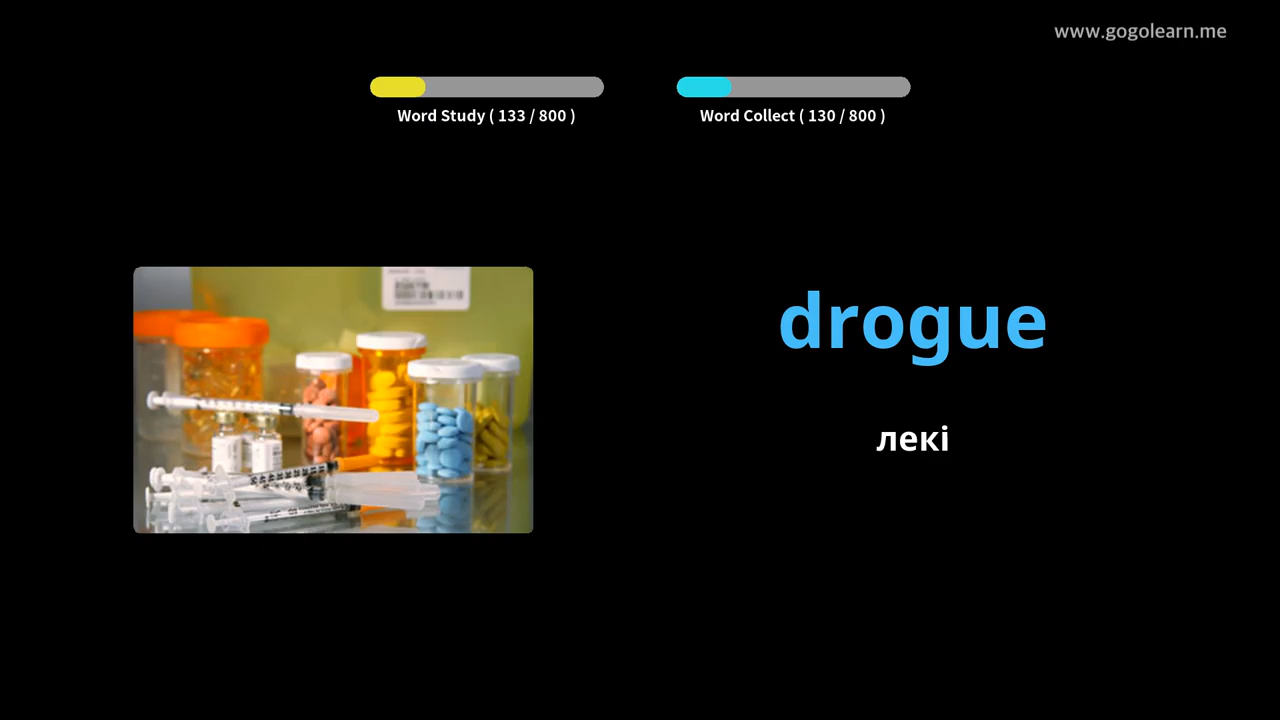 www.gogolearn.me
Word Study ( 133 / 800 )
Word Collect ( 130 / 800 )
drogue
лекі